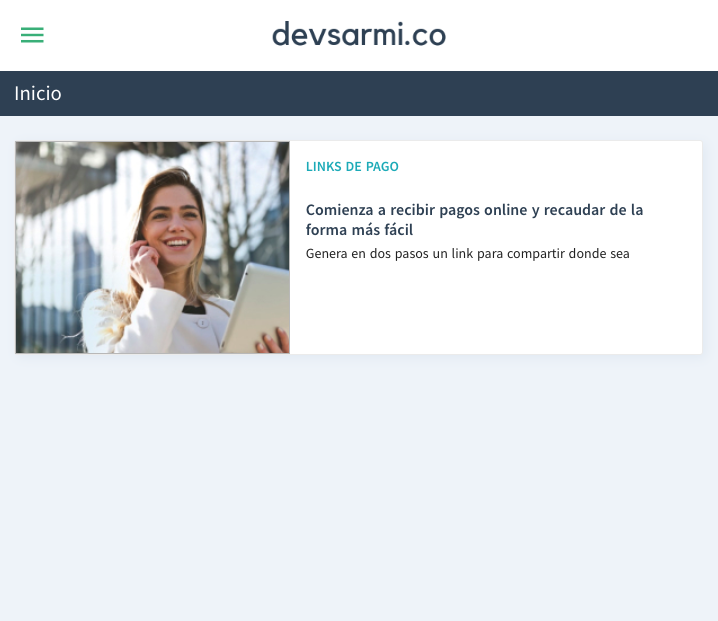 devsarmi.co
Inicio
LINKS DE PAGO
Comienza a recibir pagos online y recaudar de la
forma más fácil
Genera en dos pasos un link para compartir donde sea